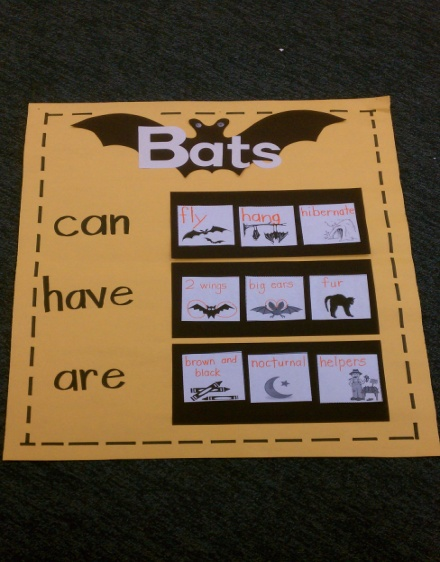 Bats
can
fly
hang
hibernate
have
2 wings
big ears
fur
are
brown and
black
nocturnal
helpers